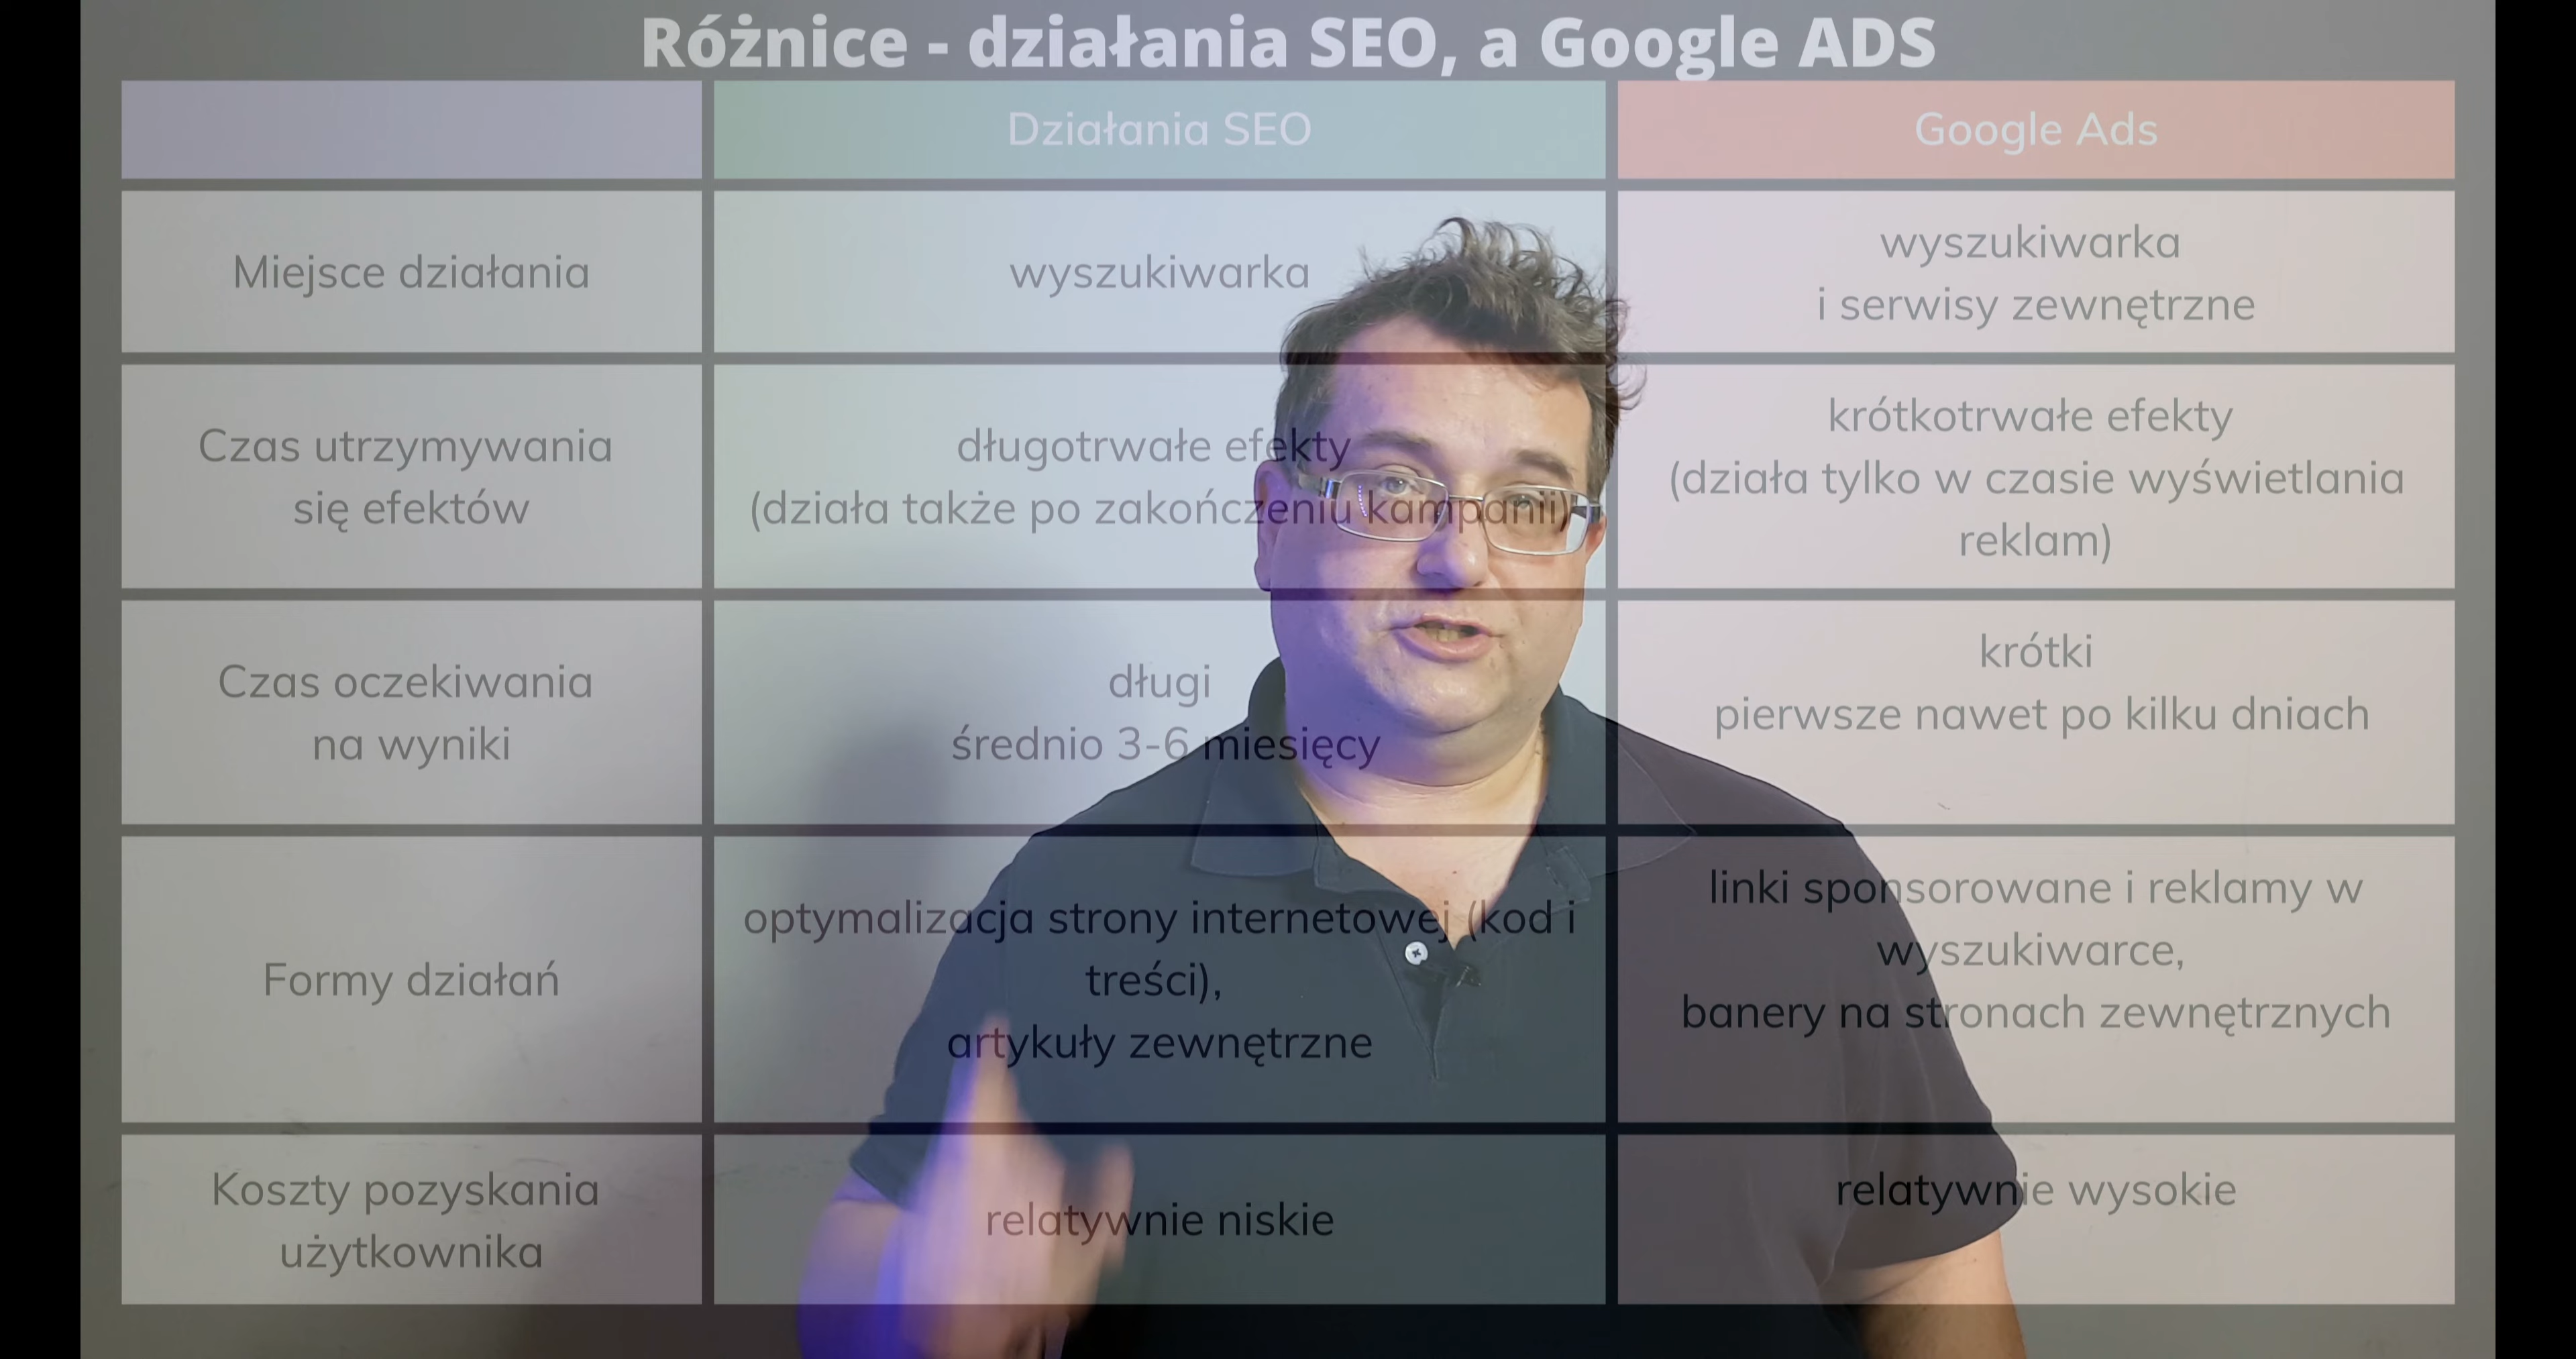 Różnice - działania SEO, a Google ADS
Działania SEO
Google Ads
Miejsce działania
wyszukiwarka
wyszukiwarka
i serwisy zewnętrzne
Czas utrzymywania
się efektów
długotrwałe efekty
(działa także po zakończeniu kampanii)
krótkotrwałe efekty
(działa tylko w czasie wyświetlania
reklam)
Czas oczekiwania
na wyniki
długi
średnio 3-6 miesięcy
krótki
pierwsze nawet po kilku dniach
Formy działań
optymalizacja strony internetowej (kod i
treści),
artykuły zewnętrzne
linki sponsorowane i reklamy w
wyszukiwarce,
banery na stronach zewnętrznych
Koszty pozyskania
użytkownika
relatywnie niskie
relatywnie wysokie